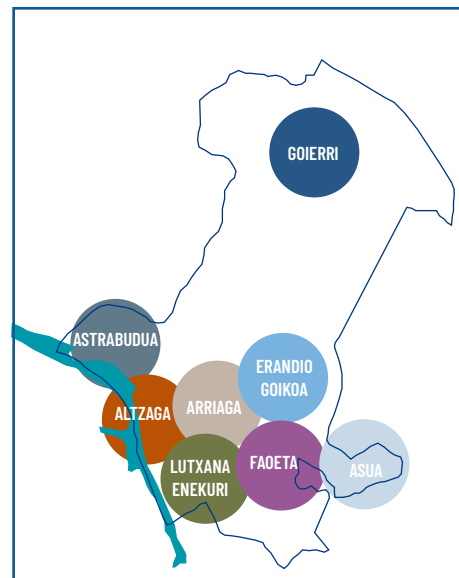 GOIERRI
ASTRABUDUA
ERANDIO
GOIKOA
ALTZAGA
ARRIAGA
LUTXANA
ENEKURI
FAOETA
ASUA